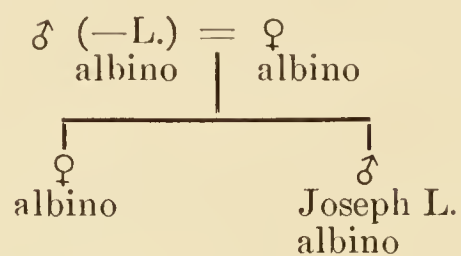 ♂ (—L.) = ♀
albino albino
♀ ♂
albino Joseph L.
albino